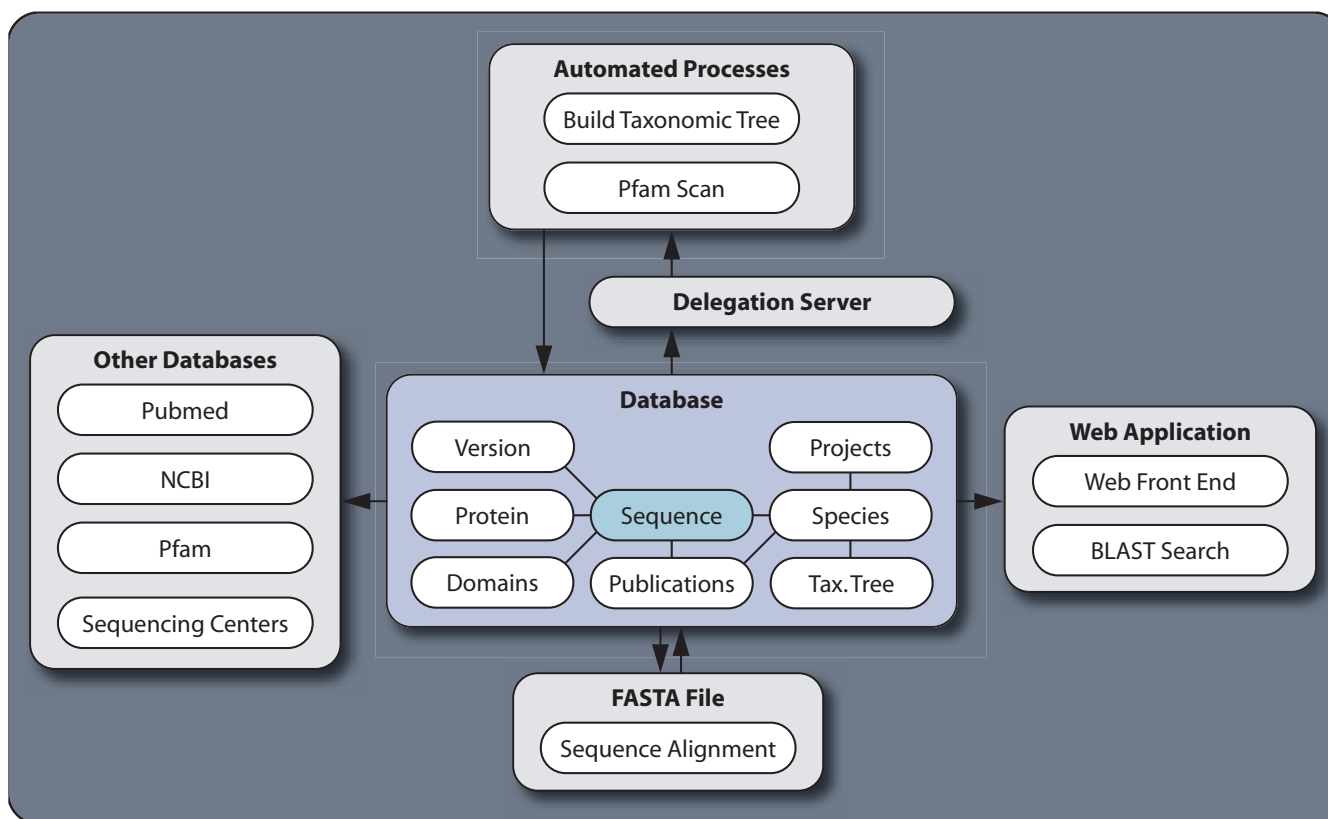 Automated Processes
Build Taxonomic Tree
Pfam Scan
Delegation Server
Other Databases
Pubmed
NCBI
Pfam
Sequencing Centers
Database
Version
Projects
Protein
Sequence
Species
Domains
Publications
Tax.Tree
Web Application
Web Front End
BLAST Search
FASTA File
Sequence Alignment